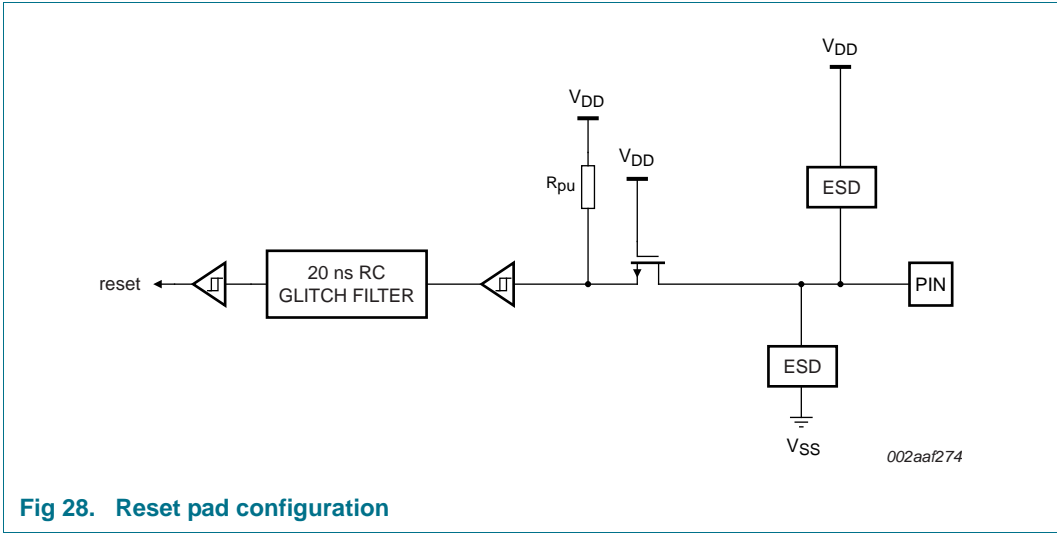 VDD
VDD
VDD
Rpu
ESD
reset
20 ns RC
GLITCH FILTER
PIN
ESD
VSS
002aaf274
Fig 28. Reset pad configuration